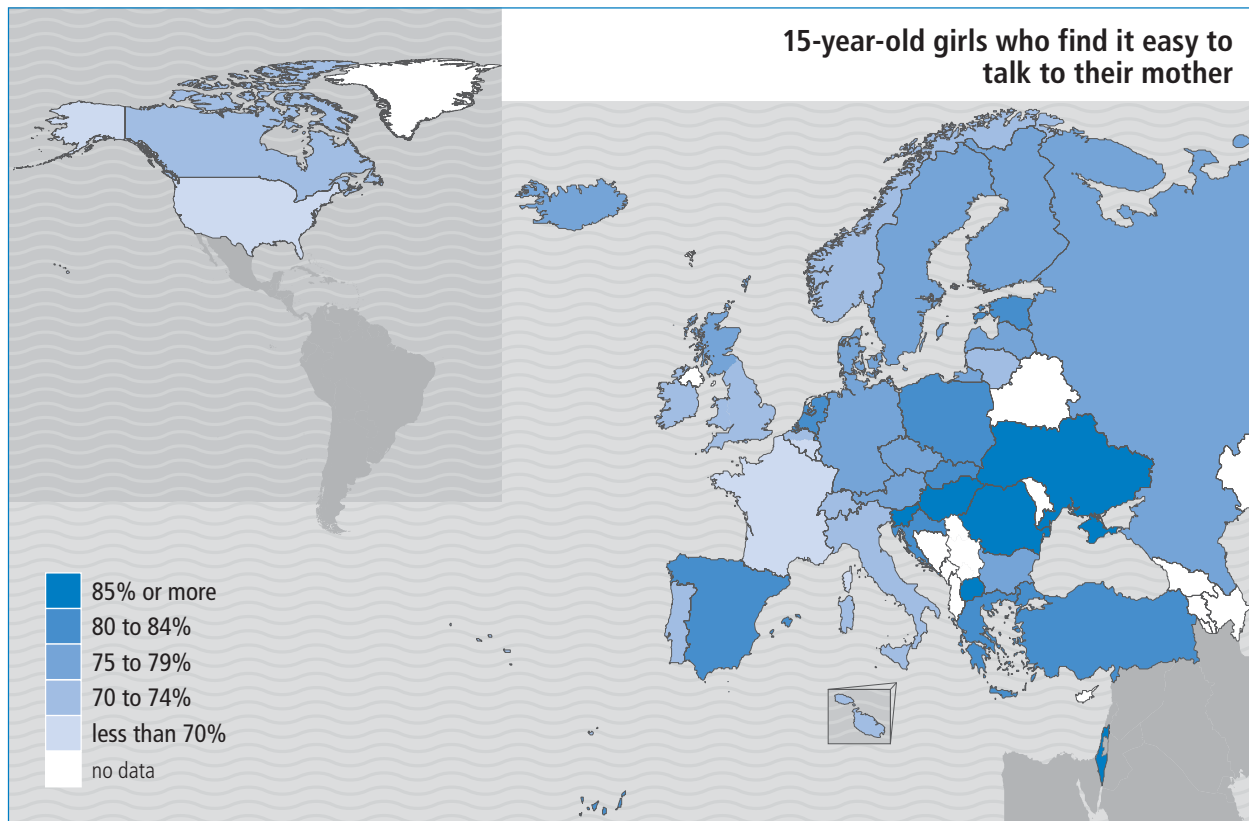 15-year-old girls who find it easy to
talk to their mother
85% or more
80 to 84%
75 to 79%
70 to 74%
less than 70%
no data